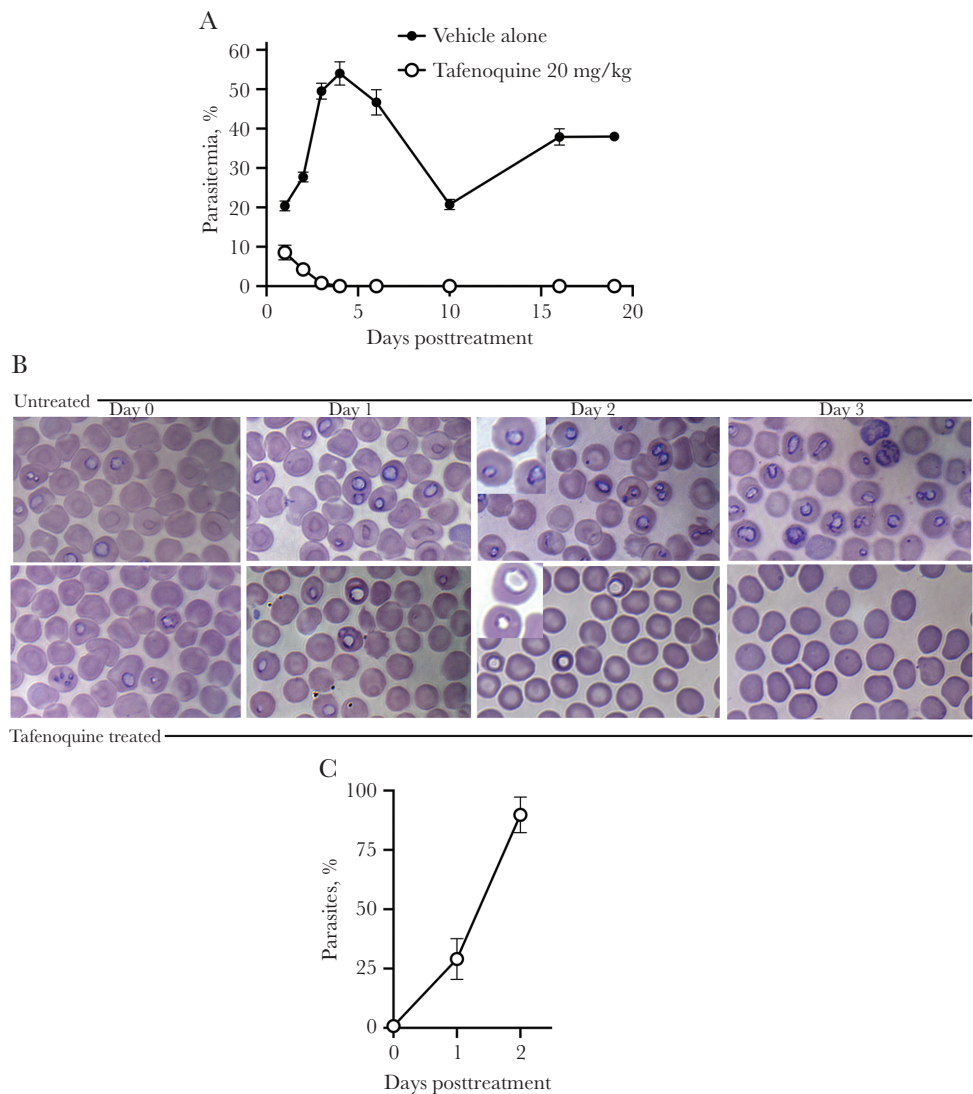 A
Vehicle alone
Tafenoquine 20 mg/kg
60
50
40
30
20
10
0
Parasitemia, %
0 5 10 15 20
Days posttreatment
B
Untreated
Day 0 Day 1 Day 2 Day 3
Tafenoquine treated
C
100
75
50
25
0
Parasites, %
0 1 2
Days posttreatment